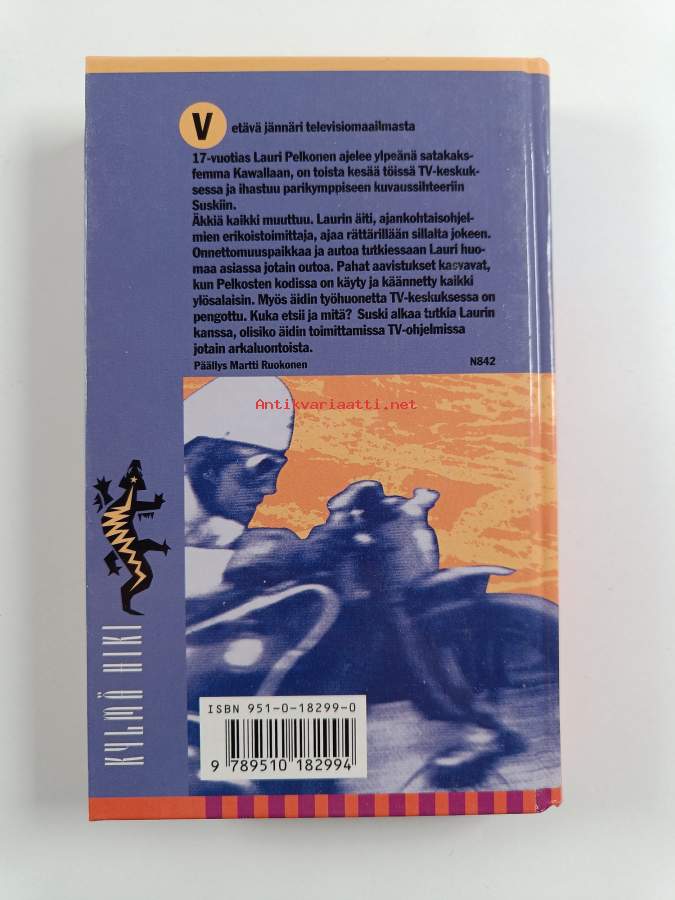 Vetävä jännäri televisiomaailmasta
17-vuotias Lauri Pelkonen ajelee ylpeänä satakaks-
femma Kawallaan, on toista kesää töissä TV-keskuk-
sessa ja ihastuu parikymppiseen kuvaussihteeriin
Suskiin.
Äkkiä kaikki muuttuu. Laurin äiti, ajankohtaisohjel-
mien erikoistoimittaja, ajaa rättärillään sillalta jokeen.
Onnettomuuspaikkaa ja autoa tutkiessaan Lauri huo-
maa asiassa jotain outoa. Pahat aavistukset kasvavat,
kun Pelkosten kodissa on käyty ja käännetty kaikki
ylösalaisin. Myös äidin työhuonetta TV-keskuksessa on
pengottu. Kuka etsii ja mitä? Suski alkaa tutkia Laurin
kanssa, olisiko äidin toimittamissa TV-ohjelmissa
jotain arkaluontoista.
Päällys Martti Ruokonen N842
Antikvariaatti.net
KYLMÄ HIKI
ISBN 951-0-18299-0
9 789510 182994